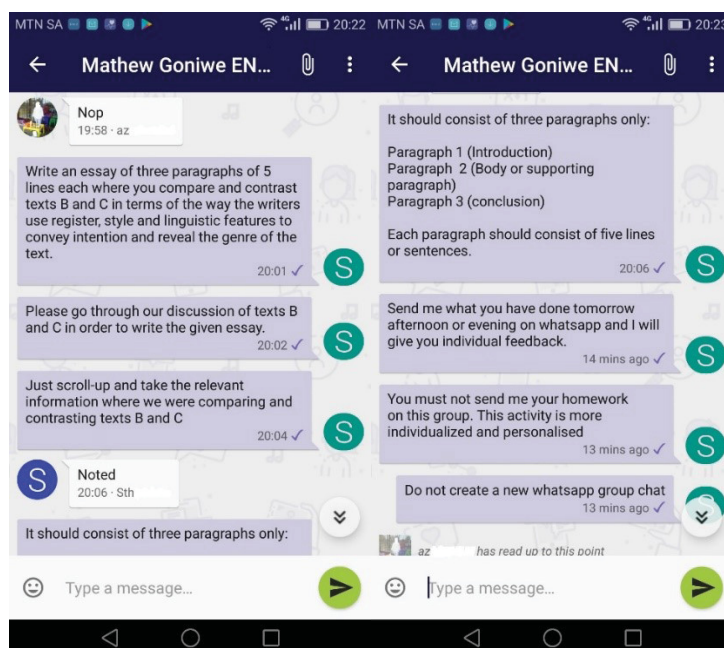 MTN SA 4G 20:22
Mathew Goniwe EN...
Nop
19:58 · az
Write an essay of three paragraphs of 5
lines each where you compare and contrast
texts B and C in terms of the way the writers
use register, style and linguistic features to
convey intention and reveal the genre of the
text.
20:01 ✓
S
Please go through our discussion of texts B
and C in order to write the given essay.
20:02 ✓
S
Just scroll-up and take the relevant
information where we were comparing and
contrasting texts B and C
20:04 ✓
S
S
Noted
20:06 · Sth
It should consist of three paragraphs only:
Type a message...
MTN SA 4G 20:23
Mathew Goniwe EN...
It should consist of three paragraphs only:
Paragraph 1 (Introduction)
Paragraph 2 (Body or supporting
paragraph)
Paragraph 3 (conclusion)
Each paragraph should consist of five lines
or sentences.
20:06 ✓
S
Send me what you have done tomorrow
afternoon or evening on whatsapp and I will
give you individual feedback.
14 mins ago ✓
S
You must not send me your homework
on this group. This activity is more
individualized and personalised
13 mins ago ✓
S
Do not create a new whatsapp group chat
13 mins ago ✓
az has read up to this point
Type a message...